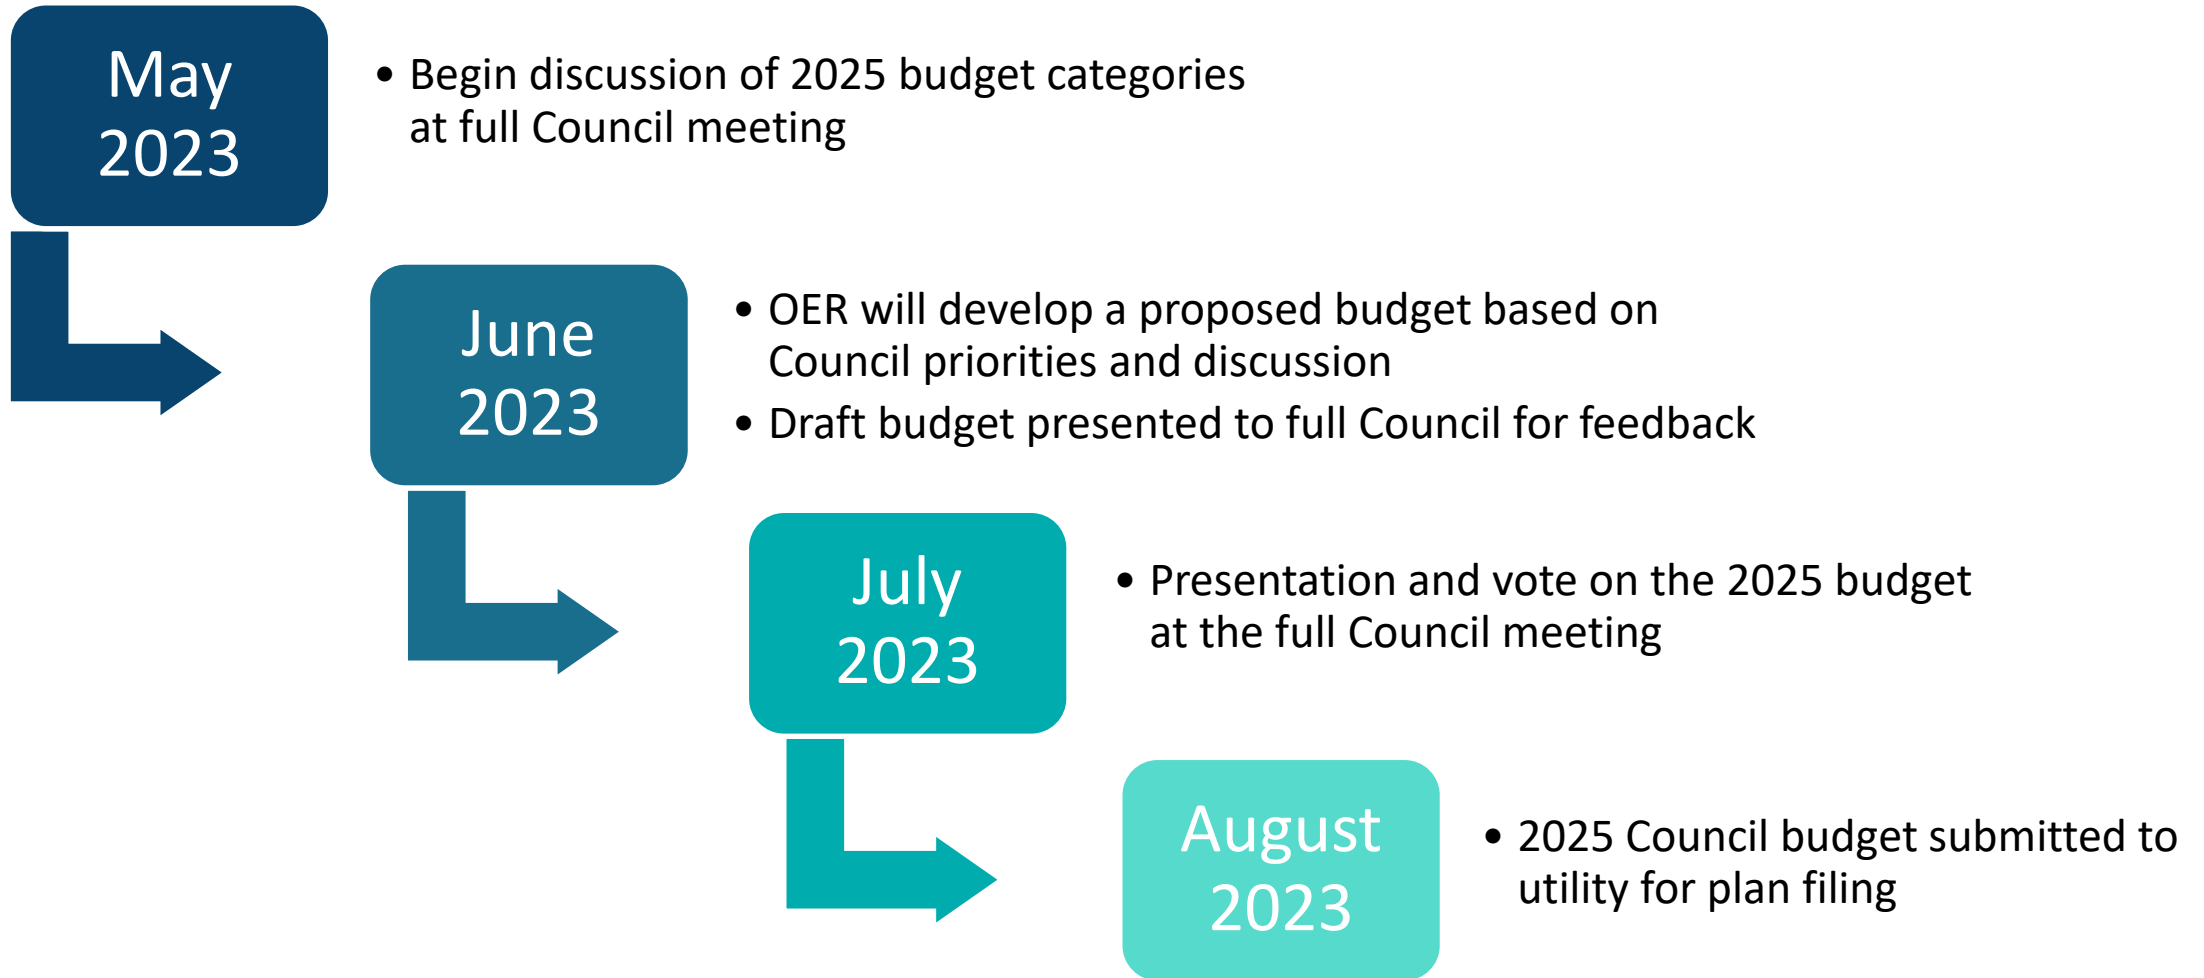 May
2023
• Begin discussion of 2025 budget categories
at full Council meeting
June
2023
• OER will develop a proposed budget based on
Council priorities and discussion
• Draft budget presented to full Council for feedback
July
2023
• Presentation and vote on the 2025 budget
at the full Council meeting
August
2023
• 2025 Council budget submitted to
utility for plan filing